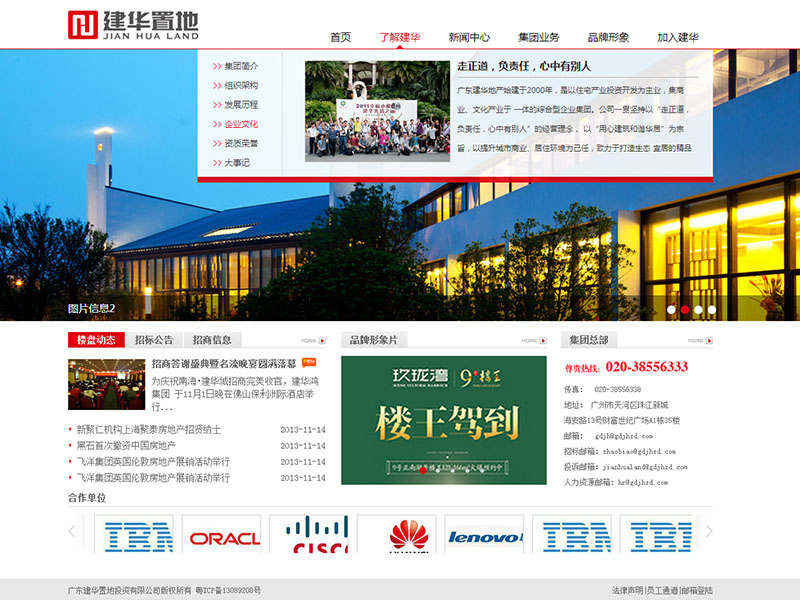 建华置地
JIAN HUA LAND
首页 了解建华 新闻中心 集团业务 品牌形象 加入建华
>> 集团简介
>> 组织架构
>> 发展历程
>> 企业文化
>> 资质荣誉
>> 大事记
走正道，负责任，心中有别人
广东建华地产始建于2000年，是以住宅产业投资开发为主业，集商
业、文化产业于 一体的综合型企业集团。公司一贯坚持以“走正道，
负责任，心中有别人”的经营理念，以“用心建筑和谐华居”为宗
旨，以提升城市商业、居住环境为己任，致力于打造生态 宜居的精品
图片信息2
楼盘动态 招标公告 招商信息 MORE
招商答谢盛典暨名流晚宴圆满落幕
为庆祝南海·建华城招商完美收官，建华鸿
集团 于11月1日晚在佛山保利洲际酒店举
行...
新聚仁机构上海聚泰房地产招贤纳士 2013-11-14
黑石首次撤资中国房地产 2013-11-14
飞洋集团英国伦敦房地产展销活动举行 2013-11-14
飞洋集团英国伦敦房地产展销活动举行 2013-11-14
品牌形象片 MORE
玖珑湾 9号楼王
楼王驾到
集团总部 MORE
尊贵热线: 020-38556333
传真： 020-38556338
地址： 广州市天河区珠江新城
海安路13号财富世纪广场A1栋35楼
邮箱： gdjh@gdjhrd.com
招标邮箱：zhaobiao@gdjhrd.com
投诉邮箱：jianhualand@gdjhrd.com
人力资源邮箱：hr@gdjhrd.com
合作单位
IBM ORACL CISC HUAWEI lenovo IBM IBM
广东建华置地投资有限公司版权所有 粤ICP备13089208号
法律声明|员工通道|邮箱登陆